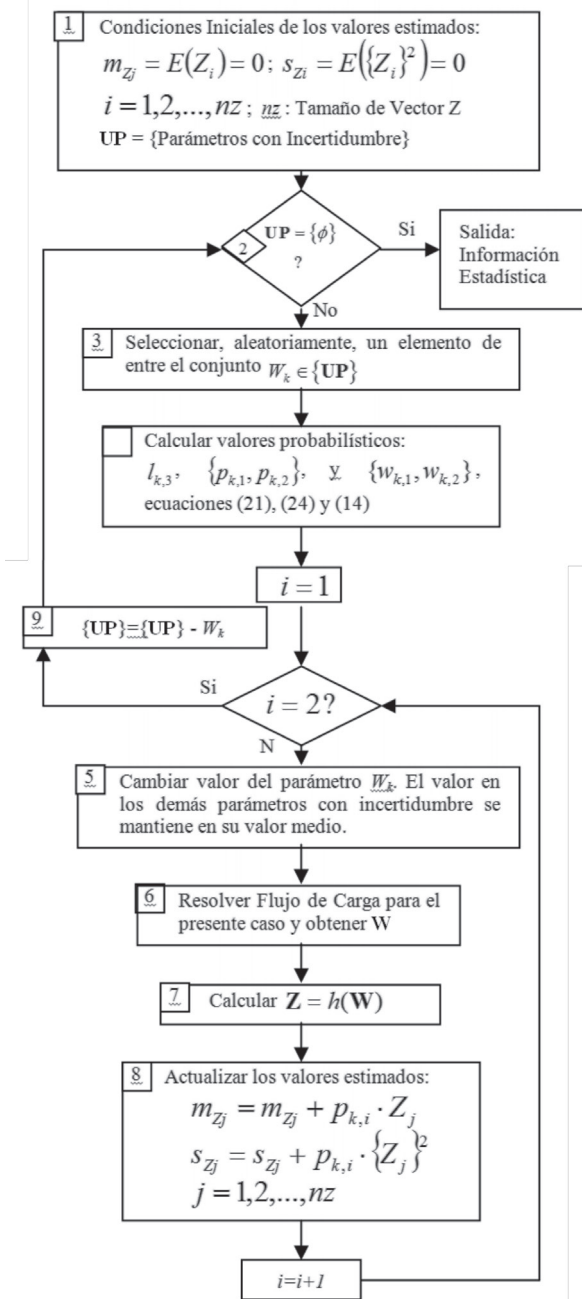 1
Condiciones Iniciales de los valores estimados:
m_{Zj} = E(Z_i) = 0 ; s_{Zi} = E({Z_i}^2) = 0
i = 1,2,...,nz ; nz : Tamaño de Vector Z
UP = {Parámetros con Incertidumbre}
2
UP = {ϕ}
?
Si
Salida:
Información
Estadística
No
3
Seleccionar, aleatoriamente, un elemento de
entre el conjunto W_k ∈ {UP}
Calcular valores probabilísticos:
l_{k,3}, {p_{k,1}, p_{k,2}}, y {w_{k,1}, w_{k,2}},
ecuaciones (21), (24) y (14)
i = 1
9
{UP}={UP} - W_k
Si
i = 2?
N
5
Cambiar valor del parámetro W_k. El valor en
los demás parámetros con incertidumbre se
mantiene en su valor medio.
6
Resolver Flujo de Carga para el
presente caso y obtener W
7
Calcular Z = h(W)
8
Actualizar los valores estimados:
m_{Zj} = m_{Zj} + p_{k,i} · Z_j
s_{Zj} = s_{Zj} + p_{k,i} · {Z_j}^2
j = 1,2,...,nz
i=i+1